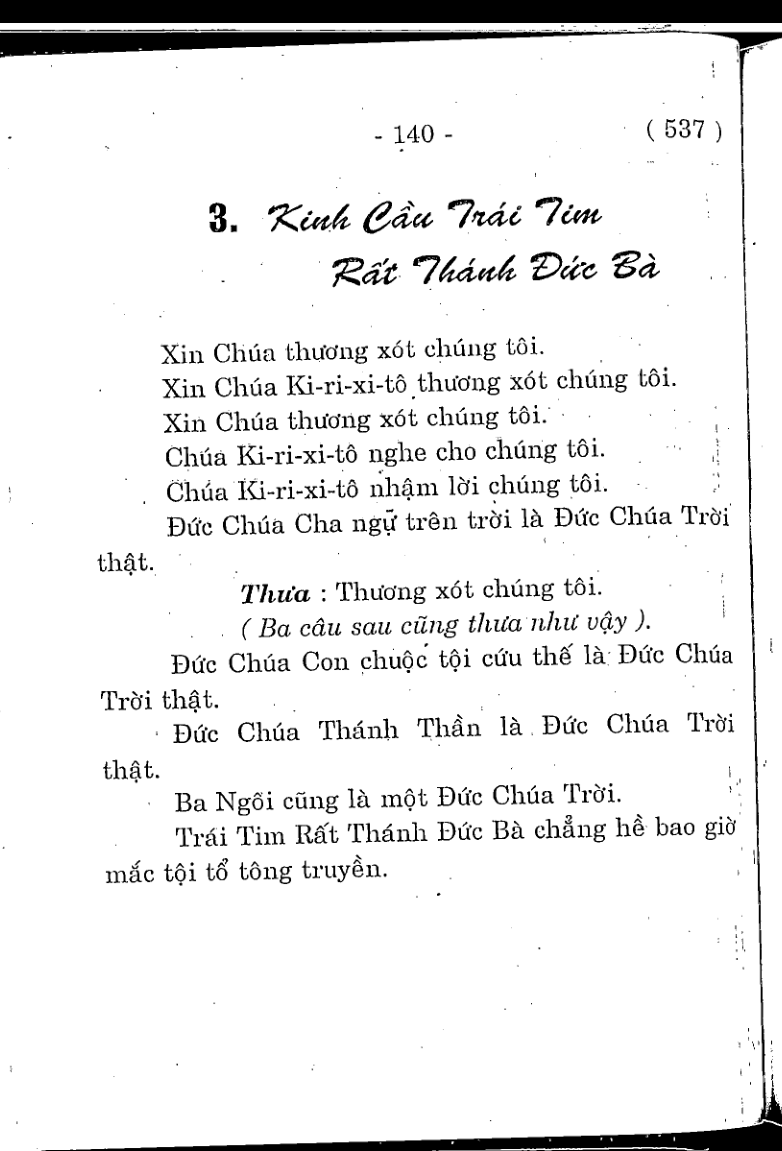 - 140 - ( 537 )
3. Kinh Cầu Trái Tim
Rất Thánh Đức Bà
Xin Chúa thương xót chúng tôi.
Xin Chúa Ki-ri-xi-tô thương xót chúng tôi.
Xin Chúa thương xót chúng tôi.
Chúa Ki-ri-xi-tô nghe cho chúng tôi.
Chúa Ki-ri-xi-tô nhậm lời chúng tôi.
Đức Chúa Cha ngự trên trời là Đức Chúa Trời
thật.
Thưa : Thương xót chúng tôi.
( Ba câu sau cũng thưa như vậy ).
Đức Chúa Con chuộc tội cứu thế là Đức Chúa
Trời thật.
Đức Chúa Thánh Thần là Đức Chúa Trời
thật.
Ba Ngôi cũng là một Đức Chúa Trời.
Trái Tim Rất Thánh Đức Bà chẳng hề bao giờ
mắc tội tổ tông truyền.